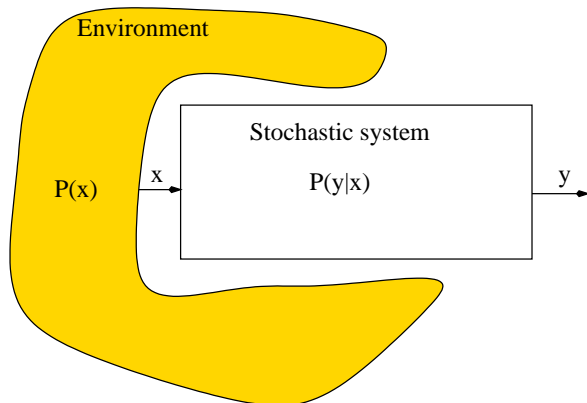 Environment
Stochastic system
P(x)
x
P(y|x)
y